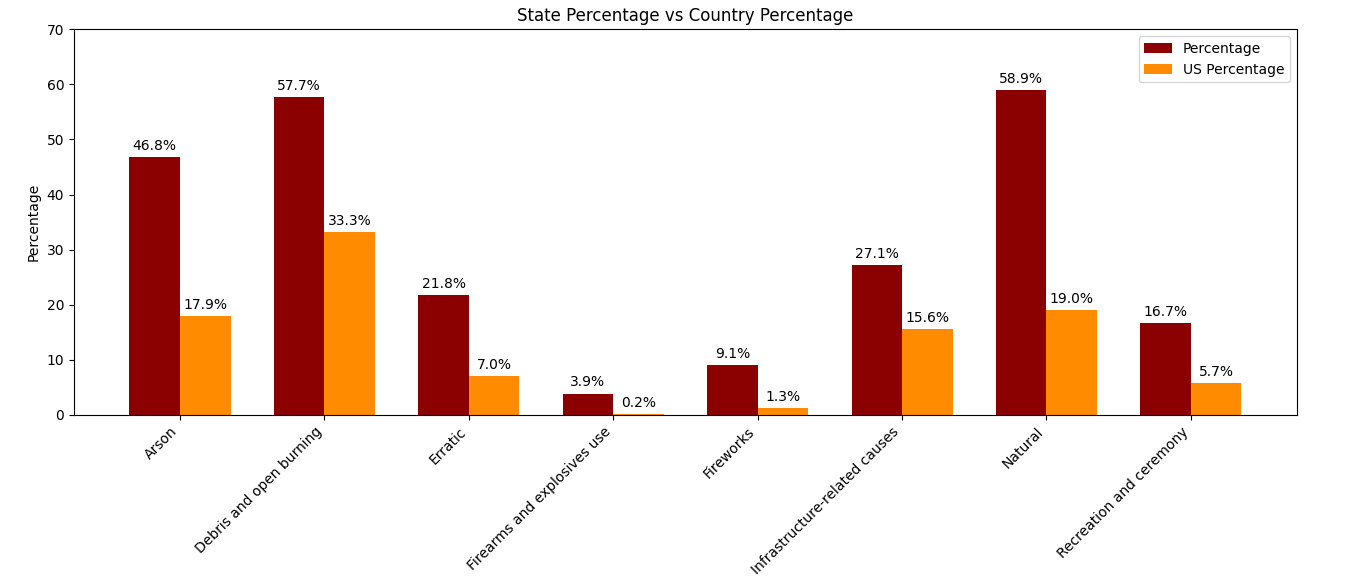 State Percentage vs Country Percentage
Percentage
US Percentage
Percentage
70
60
50
40
30
20
10
0
46.8%
17.9%
57.7%
33.3%
21.8%
7.0%
3.9%
0.2%
9.1%
1.3%
27.1%
15.6%
58.9%
19.0%
16.7%
5.7%
Arson
Debris and open burning
Erratic
Firearms and explosives use
Fireworks
Infrastructure-related causes
Natural
Recreation and ceremony